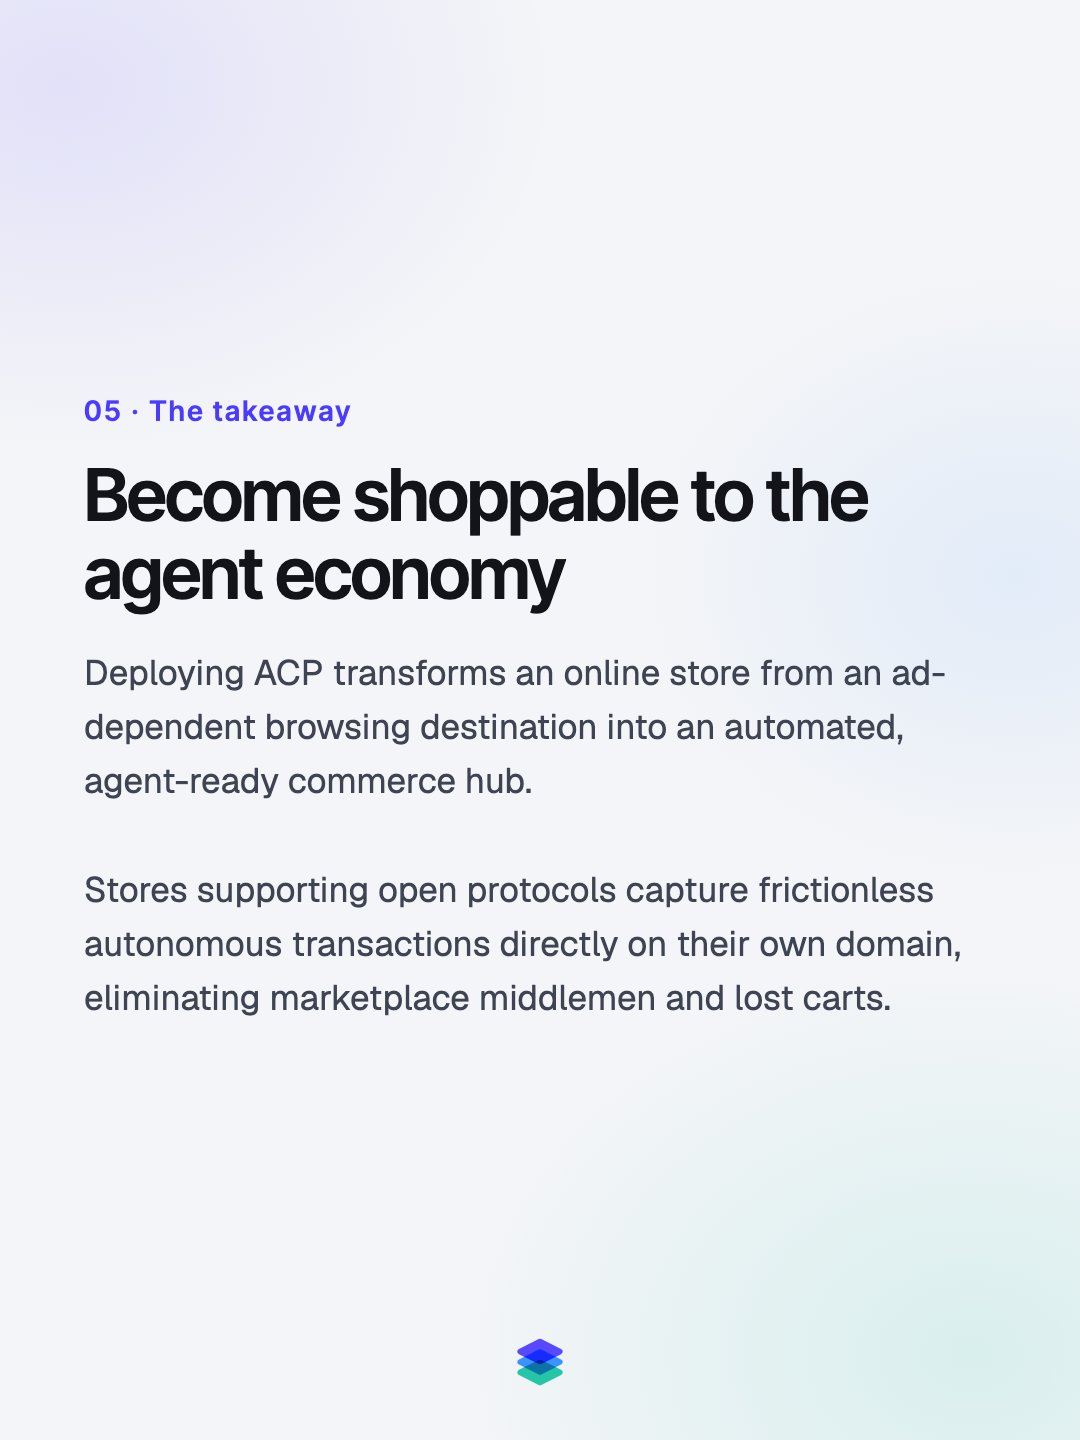 05 · The takeaway
Become shoppable to the
agent economy
Deploying ACP transforms an online store from an ad-
dependent browsing destination into an automated,
agent-ready commerce hub.
Stores supporting open protocols capture frictionless
autonomous transactions directly on their own domain,
eliminating marketplace middlemen and lost carts.